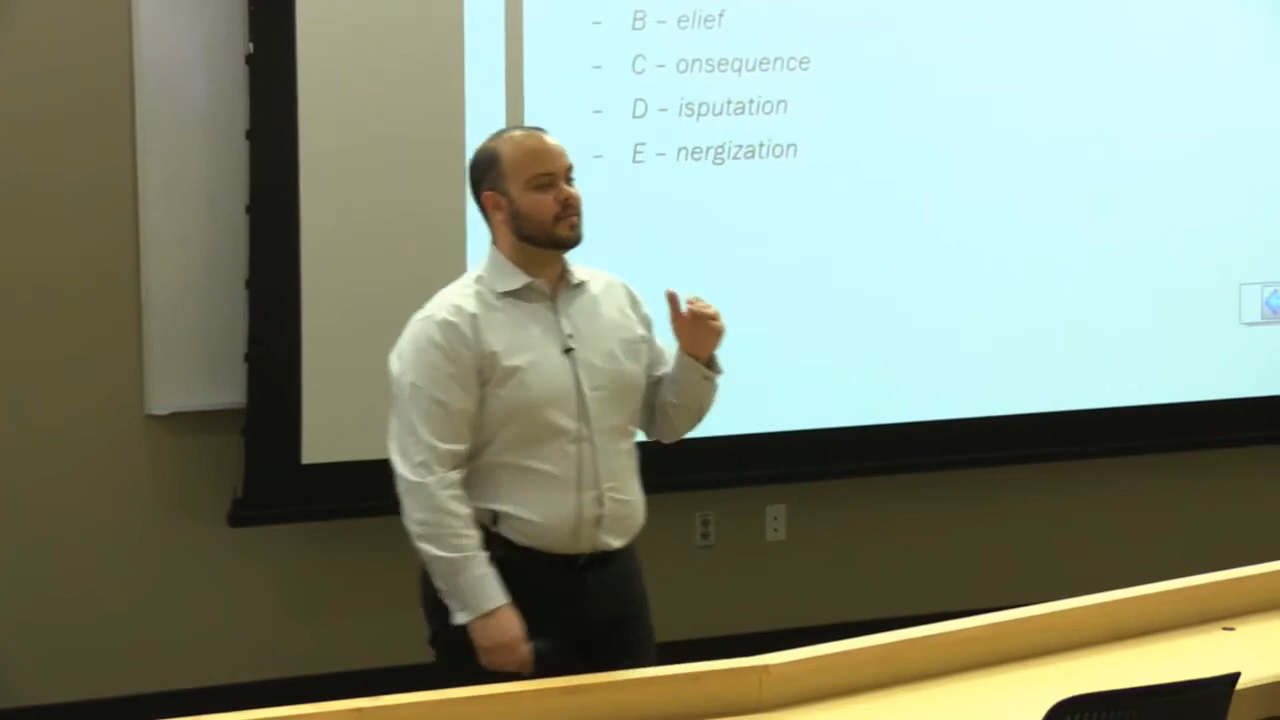 - B – elief
- C – onsequence
- D – isputation
- E – nergization